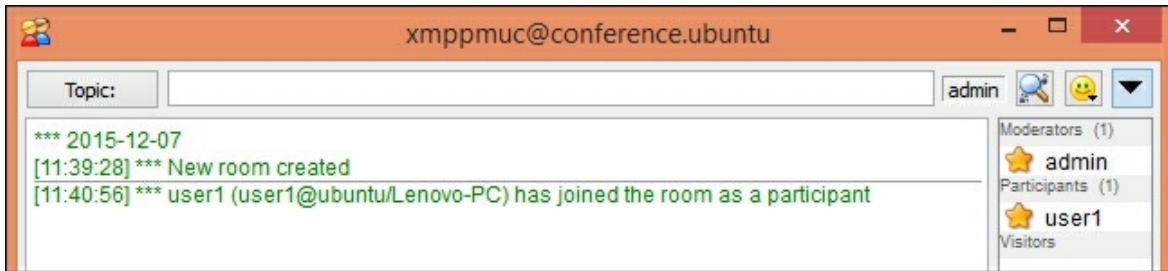 xmppmuc@conference.ubuntu
Topic:
admin
*** 2015-12-07
[11:39:28] *** New room created
[11:40:56] *** user1 (user1@ubuntu/Lenovo-PC) has joined the room as a participant
Moderators (1)
admin
Participants (1)
user1
Visitors